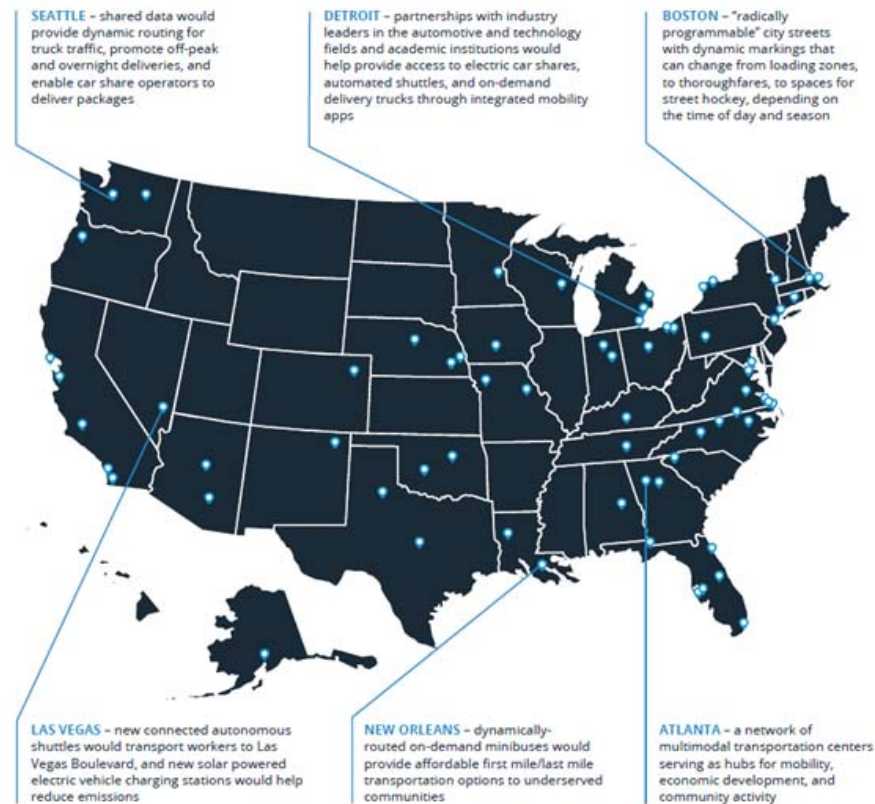 SEATTLE – shared data would
provide dynamic routing for
truck traffic, promote off-peak
and overnight deliveries, and
enable car share operators to
deliver packages
DETROIT – partnerships with industry
leaders in the automotive and technology
fields and academic institutions would
help provide access to electric car shares,
automated shuttles, and on-demand
delivery trucks through integrated mobility
apps
BOSTON – “radically
programmable” city streets
with dynamic markings that
can change from loading zones,
to thoroughfares, to spaces for
street hockey, depending on
the time of day and season
LAS VEGAS – new connected autonomous
shuttles would transport workers to Las
Vegas Boulevard, and new solar powered
electric vehicle charging stations would help
reduce emissions
NEW ORLEANS – dynamically-
routed on-demand minibuses would
provide affordable first mile/last mile
transportation options to underserved
communities
ATLANTA – a network of
multimodal transportation centers
serving as hubs for mobility,
economic development, and
community activity